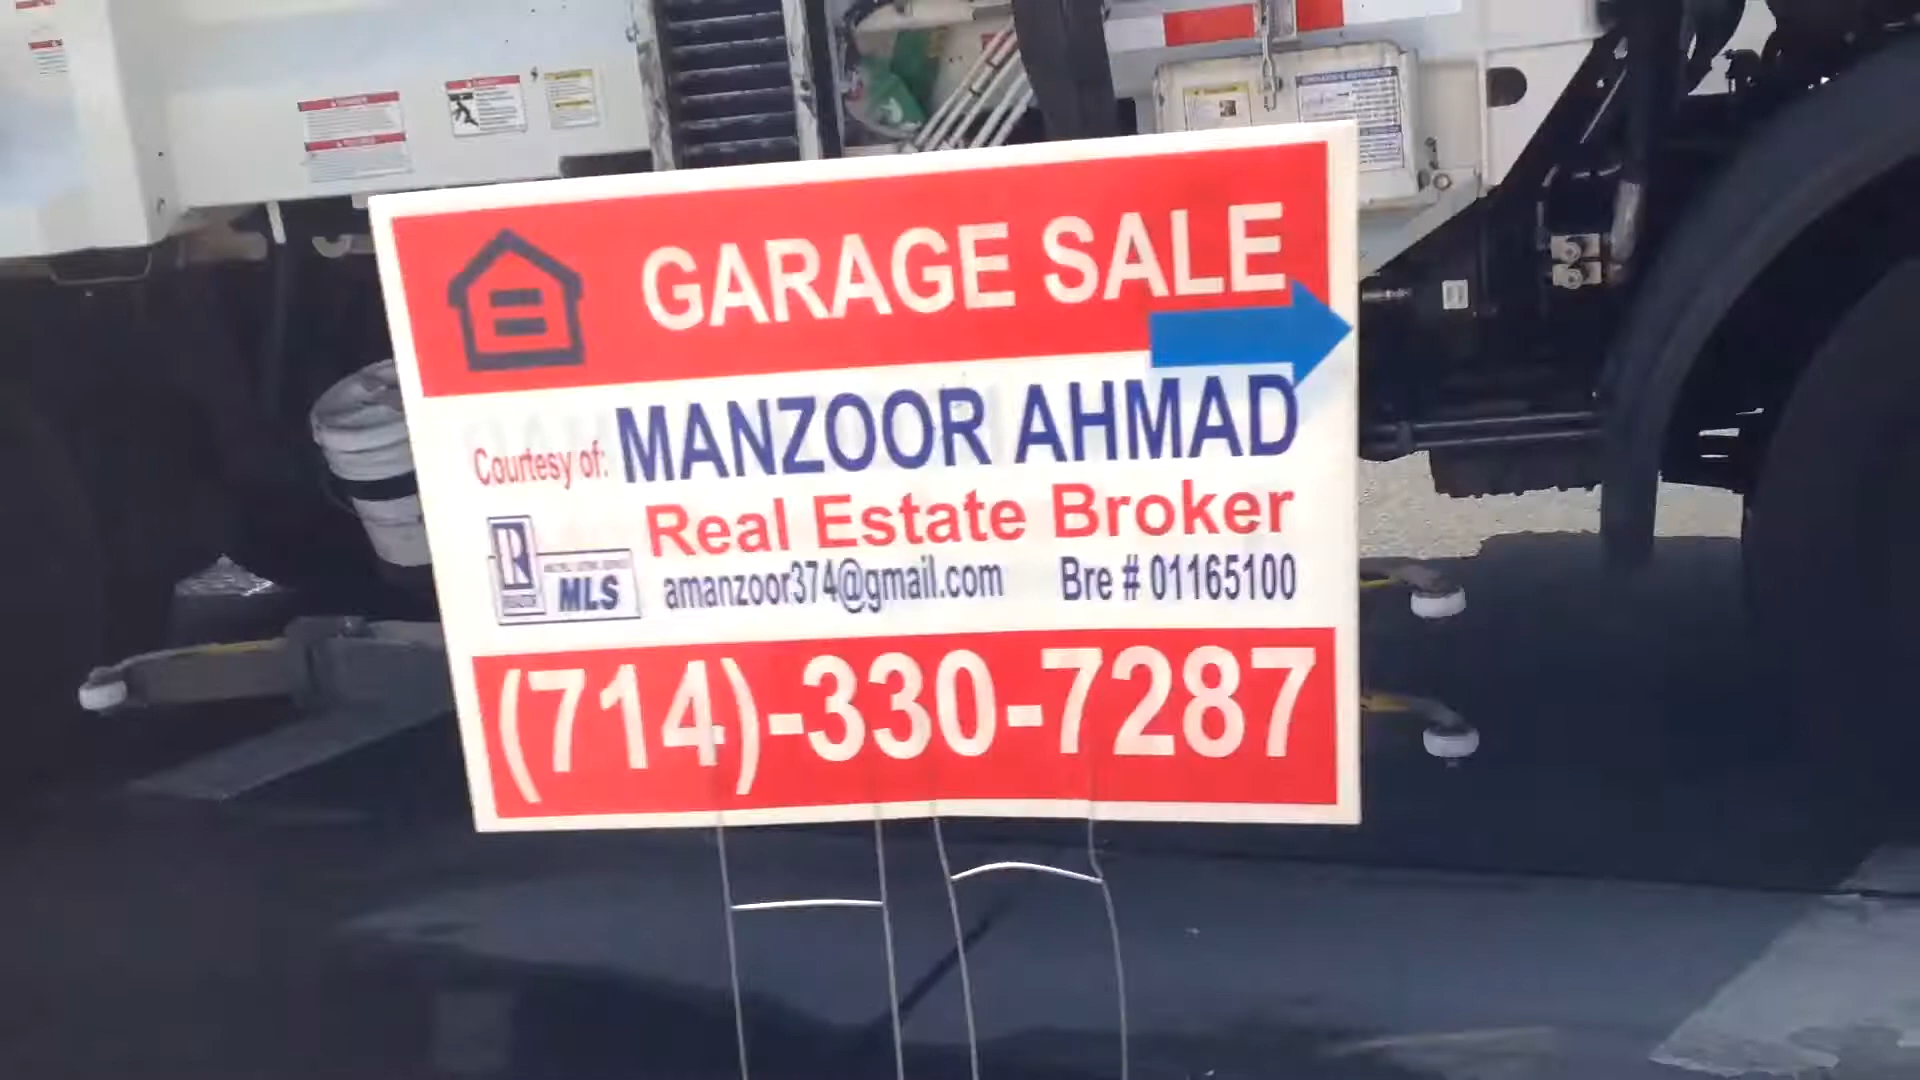 GARAGE SALE
Courtesy of: MANZOOR AHMAD
Real Estate Broker
MLS
amanzoor374@gmail.com Bre # 01165100
(714)-330-7287